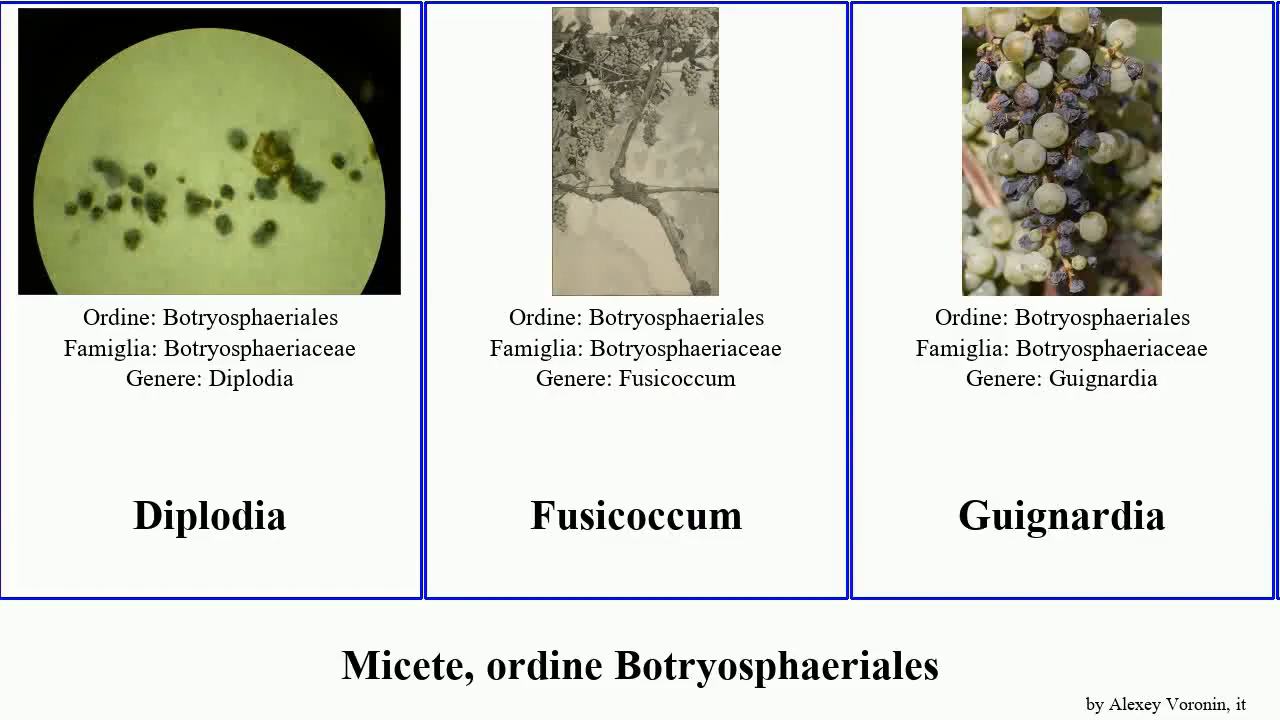 Ordine: Botryosphaeriales
Famiglia: Botryosphaeriaceae
Genere: Diplodia
Diplodia
Ordine: Botryosphaeriales
Famiglia: Botryosphaeriaceae
Genere: Fusicoccum
Fusicoccum
Ordine: Botryosphaeriales
Famiglia: Botryosphaeriaceae
Genere: Guignardia
Guignardia
Micete, ordine Botryosphaeriales
by Alexey Voronin, it